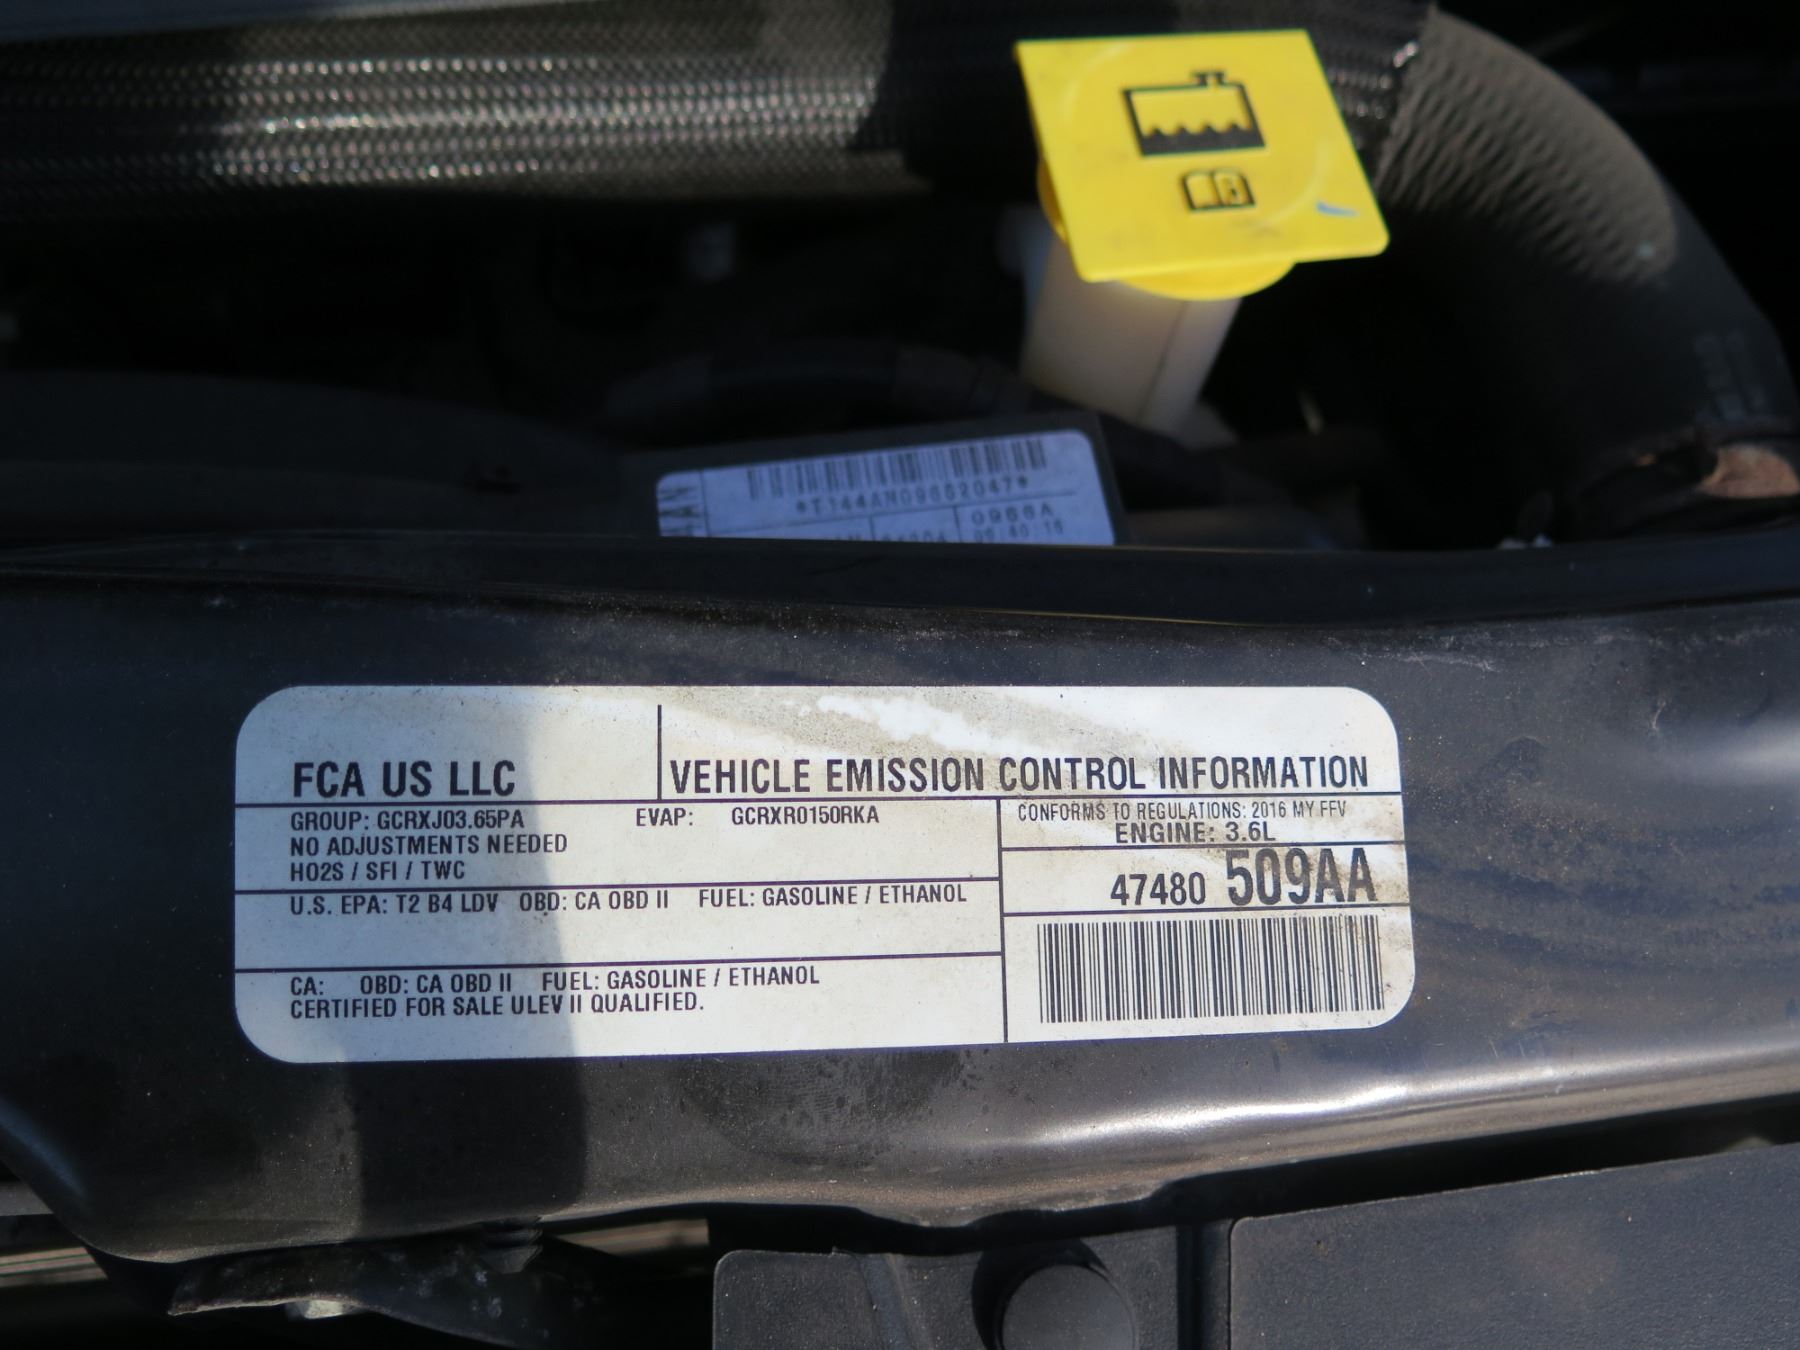 *T144AN09662047*
0966A
FCA US LLC
VEHICLE EMISSION CONTROL INFORMATION
GROUP: GCRXJ03.65PA EVAP: GCRXR0150RKA
NO ADJUSTMENTS NEEDED
HO2S / SFI / TWC
CONFORMS TO REGULATIONS: 2016 MY FFV
ENGINE: 3.6L
47480 509AA
U.S. EPA: T2 B4 LDV OBD: CA OBD II FUEL: GASOLINE / ETHANOL
CA: OBD: CA OBD II FUEL: GASOLINE / ETHANOL
CERTIFIED FOR SALE ULEV II QUALIFIED.